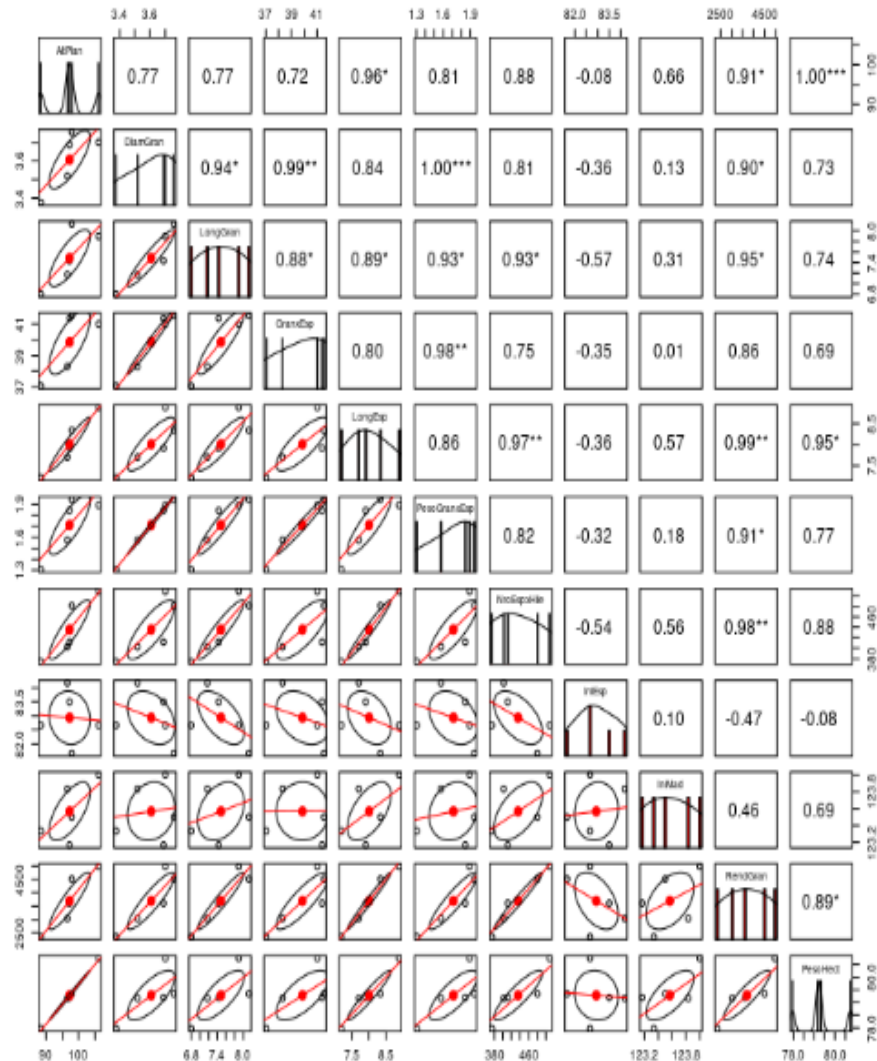 3.4 3.6 37 39 41 1.3 1.6 1.9 82.0 83.5 2500 4500
AltPlan 0.77 0.77 0.72 0.96* 0.81 0.88 -0.08 0.66 0.91* 1.00*** 90 100
3.4 3.6 DiamGran 0.94* 0.99** 0.84 1.00*** 0.81 -0.36 0.13 0.90* 0.73
LongGran 0.88* 0.89* 0.93* 0.93* -0.57 0.31 0.95* 0.74 6.8 7.4 8.0
37 39 41 GranxEsp 0.80 0.98** 0.75 -0.35 0.01 0.86 0.69
LongEsp 0.86 0.97** -0.36 0.57 0.99** 0.95* 7.5 8.5
1.3 1.6 1.9 PesoGranxEsp 0.82 -0.32 0.18 0.91* 0.77
-0.54 0.56 0.98** 0.88 380 460
82.0 83.5 IniEsp 0.10 -0.47 -0.08
IniMad 0.46 0.69 123.2 123.8
2500 4500 RendGran 0.89*
PesoHect 78.0 80.0
90 100 6.8 7.4 8.0 7.5 8.5 380 460 123.2 123.8 78.0 80.0